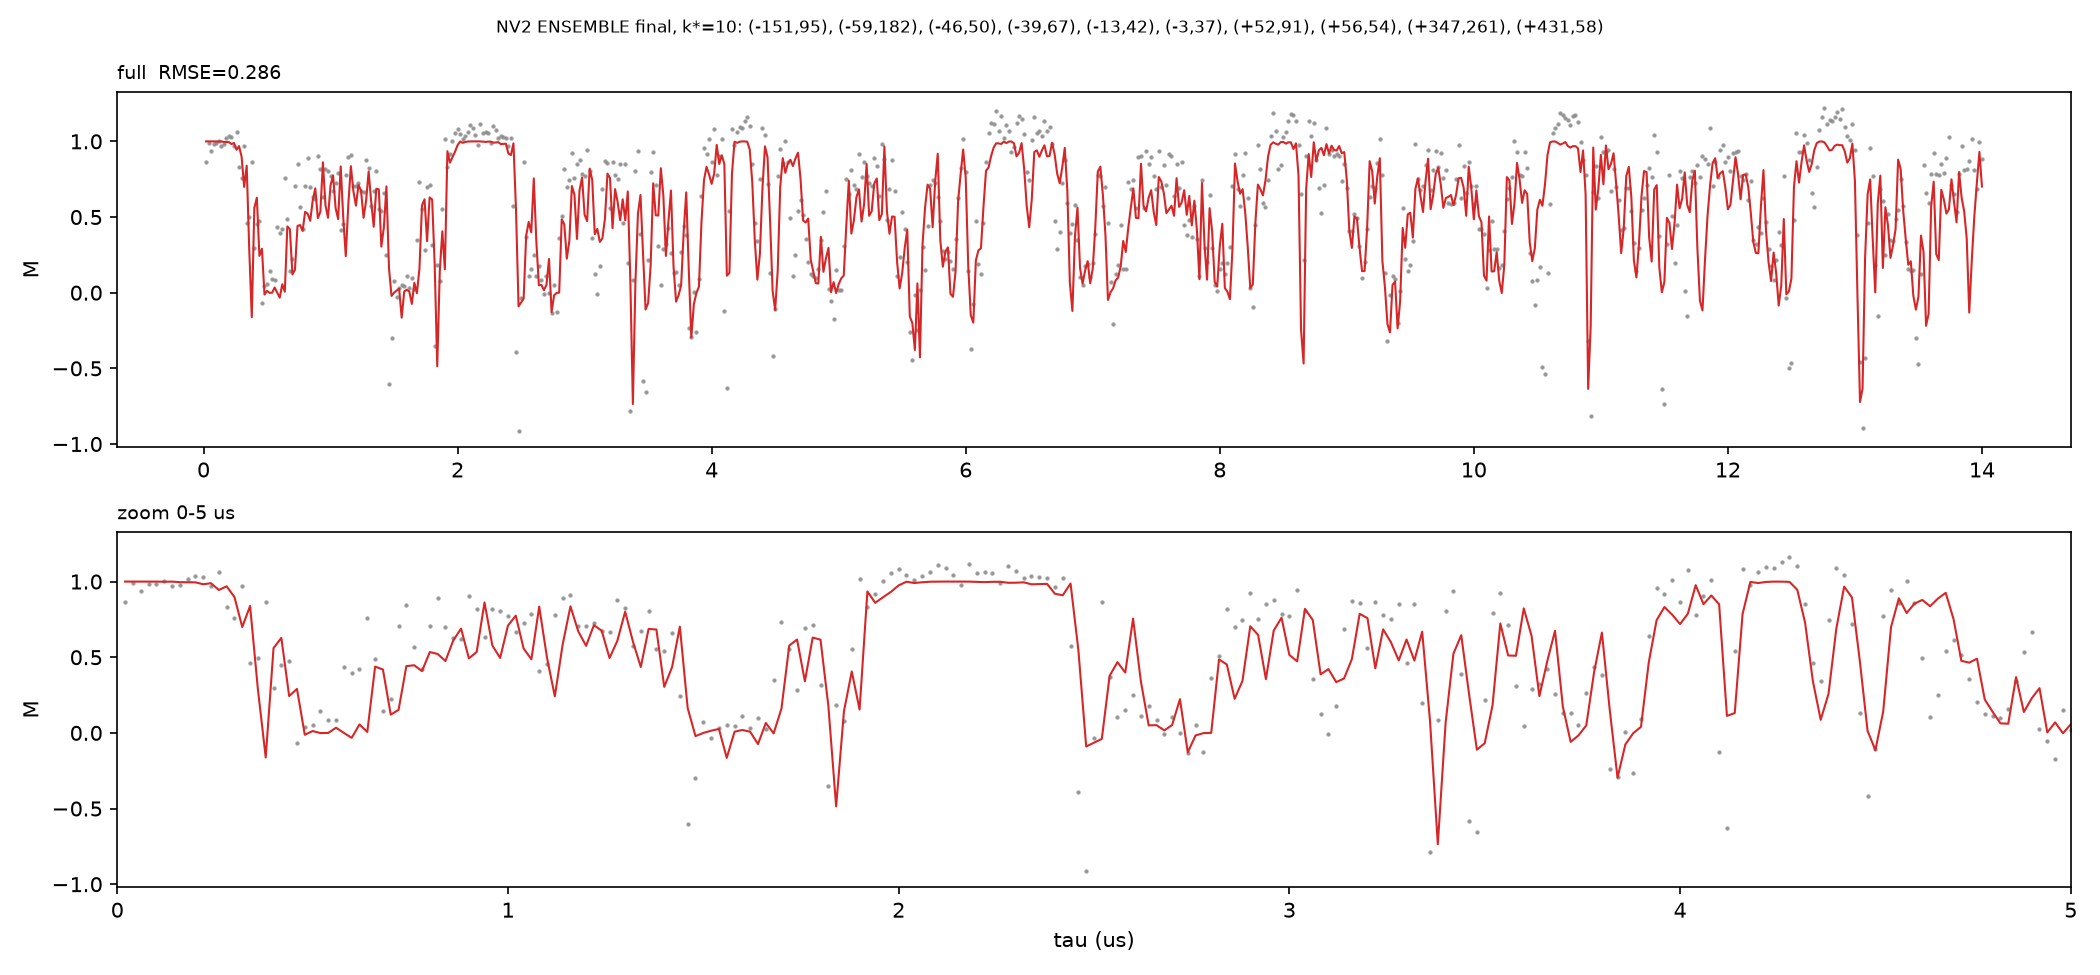 NV2 ENSEMBLE final, k*=10: (-151,95), (-59,182), (-46,50), (-39,67), (-13,42), (-3,37), (+52,91), (+56,54), (+347,261), (+431,58)
full RMSE=0.286
1.0
0.5
0.0
−0.5
−1.0
M
0 2 4 6 8 10 12 14
zoom 0-5 us
1.0
0.5
0.0
−0.5
−1.0
M
0 1 2 3 4 5
tau (us)